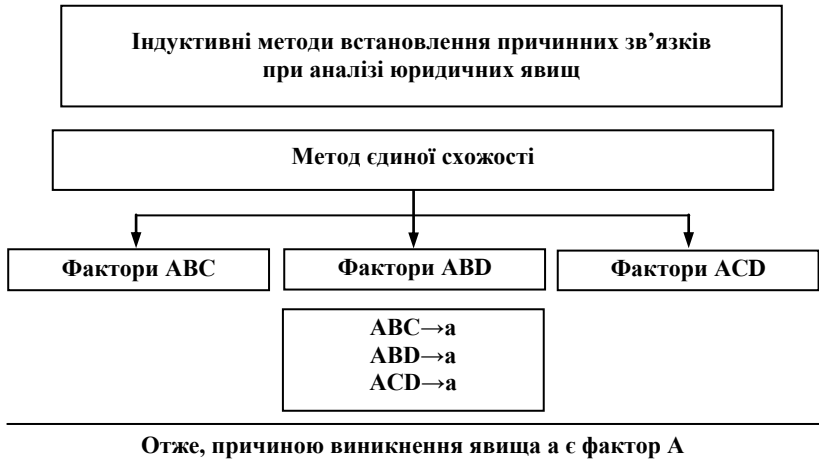 Індуктивні методи встановлення причинних зв’язків
при аналізі юридичних явищ
Метод єдиної схожості
Фактори ABC
Фактори ABD
Фактори ACD
ABC→a
ABD→a
ACD→a
Отже, причиною виникнення явища а є фактор А